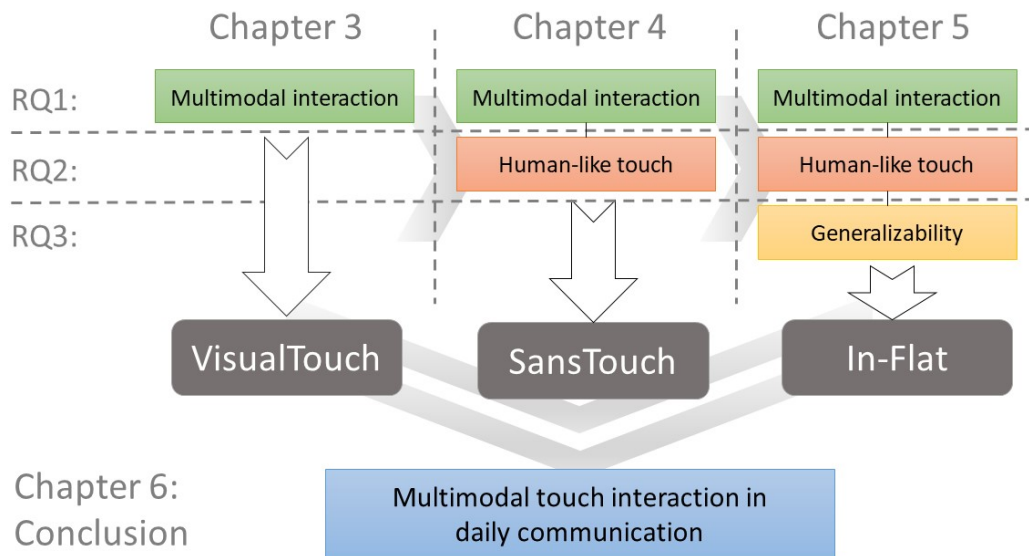 Chapter 3
Chapter 4
Chapter 5
RQ1:
Multimodal interaction
Multimodal interaction
Multimodal interaction
RQ2:
Human-like touch
Human-like touch
RQ3:
Generalizability
VisualTouch
SansTouch
In-Flat
Chapter 6:
Conclusion
Multimodal touch interaction in
daily communication